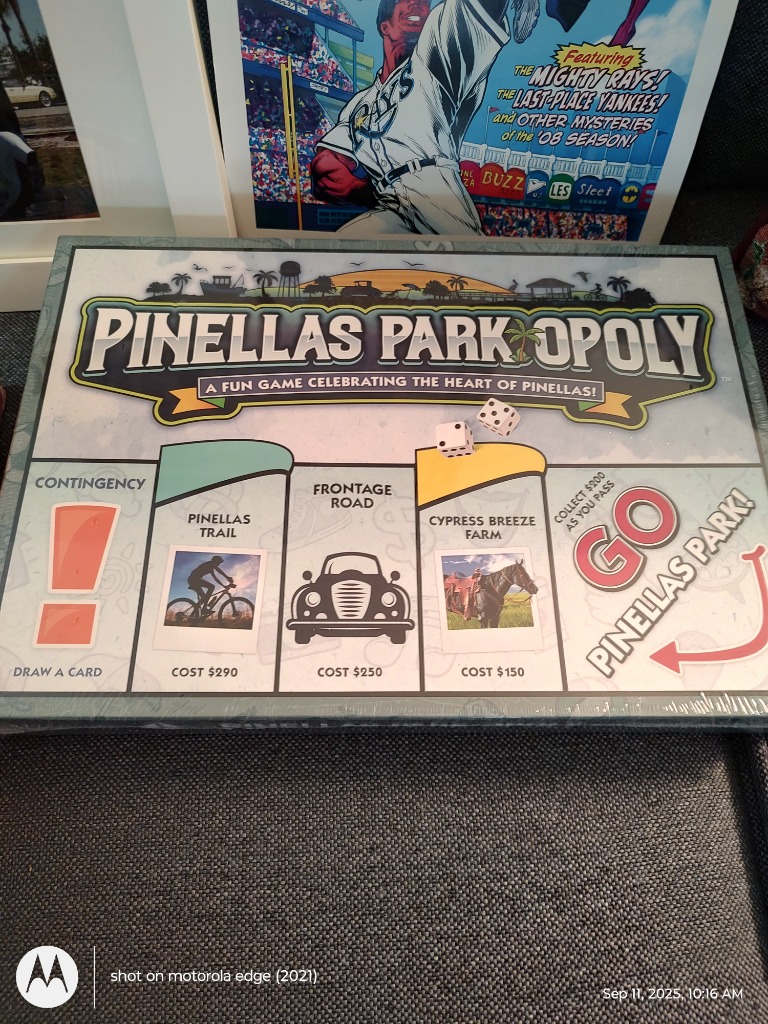 Featuring
THE MIGHTY RAYS!
THE LAST-PLACE YANKEES!
and OTHER MYSTERIES
of the '08 SEASON!
RAYS
BUZZ
LES
Sleet
PINELLAS PARK OPOLY
TM
A FUN GAME CELEBRATING THE HEART OF PINELLAS!
CONTINGENCY
DRAW A CARD
PINELLAS
TRAIL
COST $290
FRONTAGE
ROAD
COST $250
CYPRESS BREEZE
FARM
COST $150
COLLECT $200
AS YOU PASS
GO
PINELLAS PARK!
shot on motorola edge (2021)
Sep 11, 2025, 10:16 AM